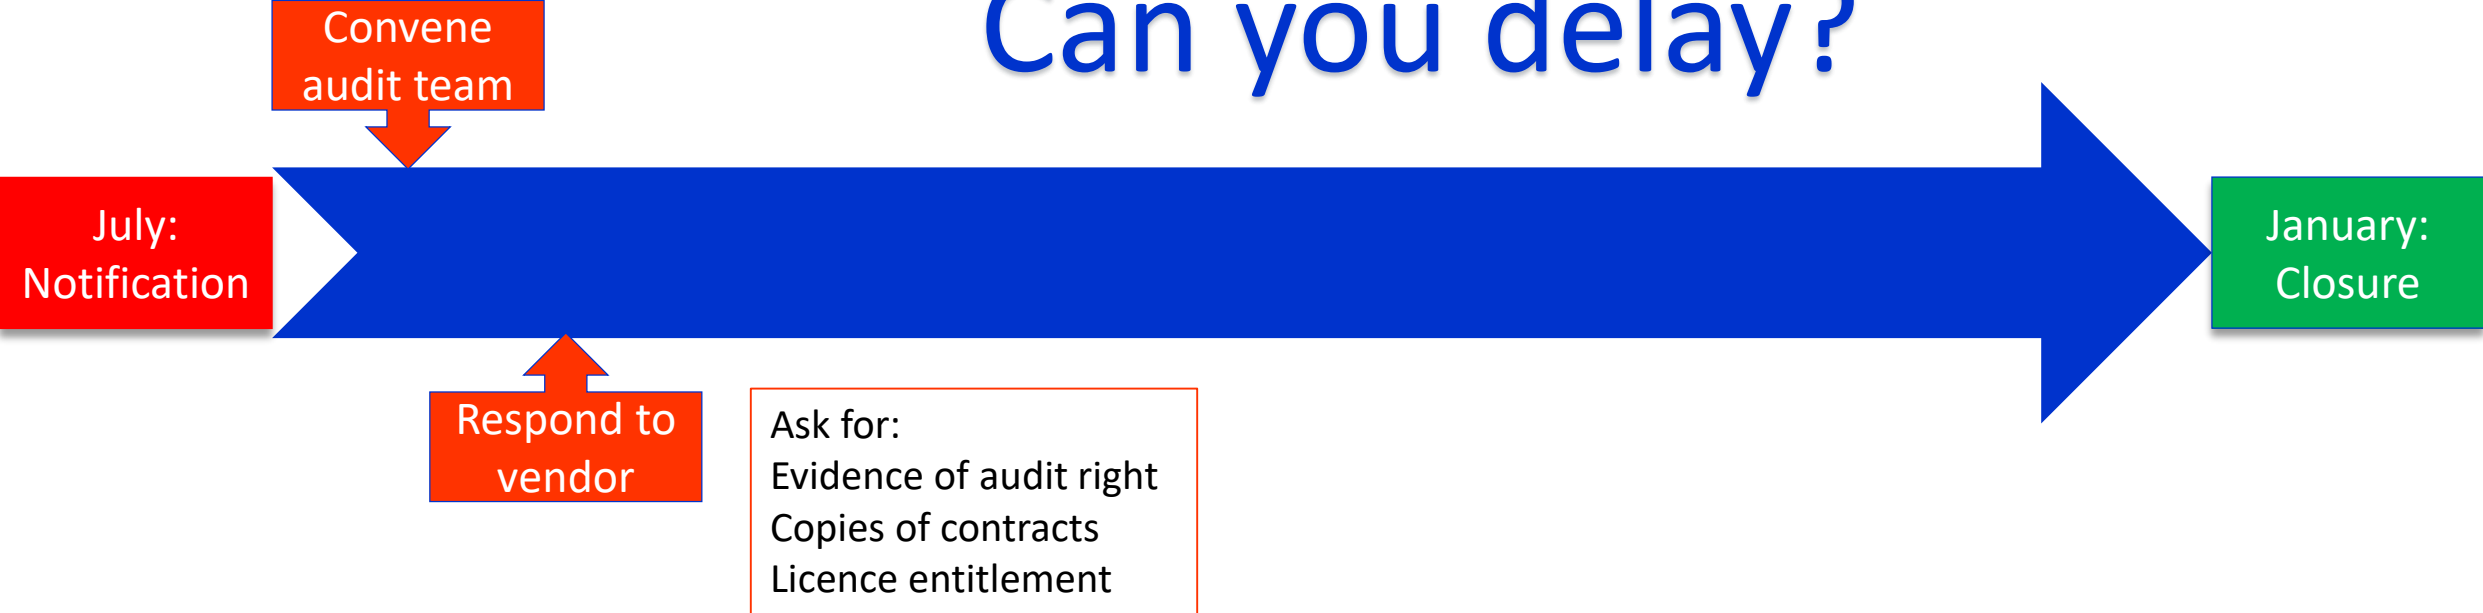 Can you delay?
Convene
audit team
July:
Notification
January:
Closure
Respond to
vendor
Ask for:
Evidence of audit right
Copies of contracts
Licence entitlement